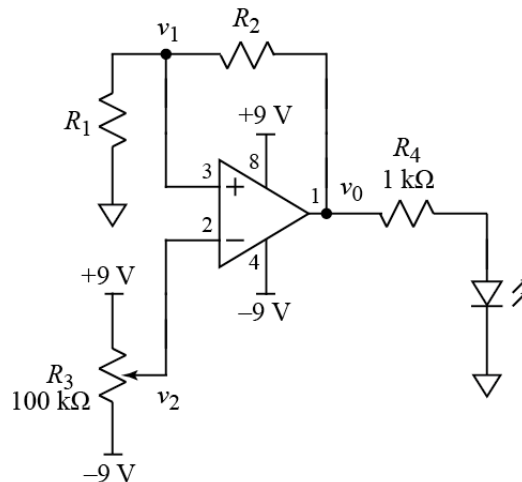 v1
R2
R1
+9 V
3
8
+
R4
1 kΩ
1
v0
2
−
4
–9 V
+9 V
R3
100 kΩ
v2
–9 V